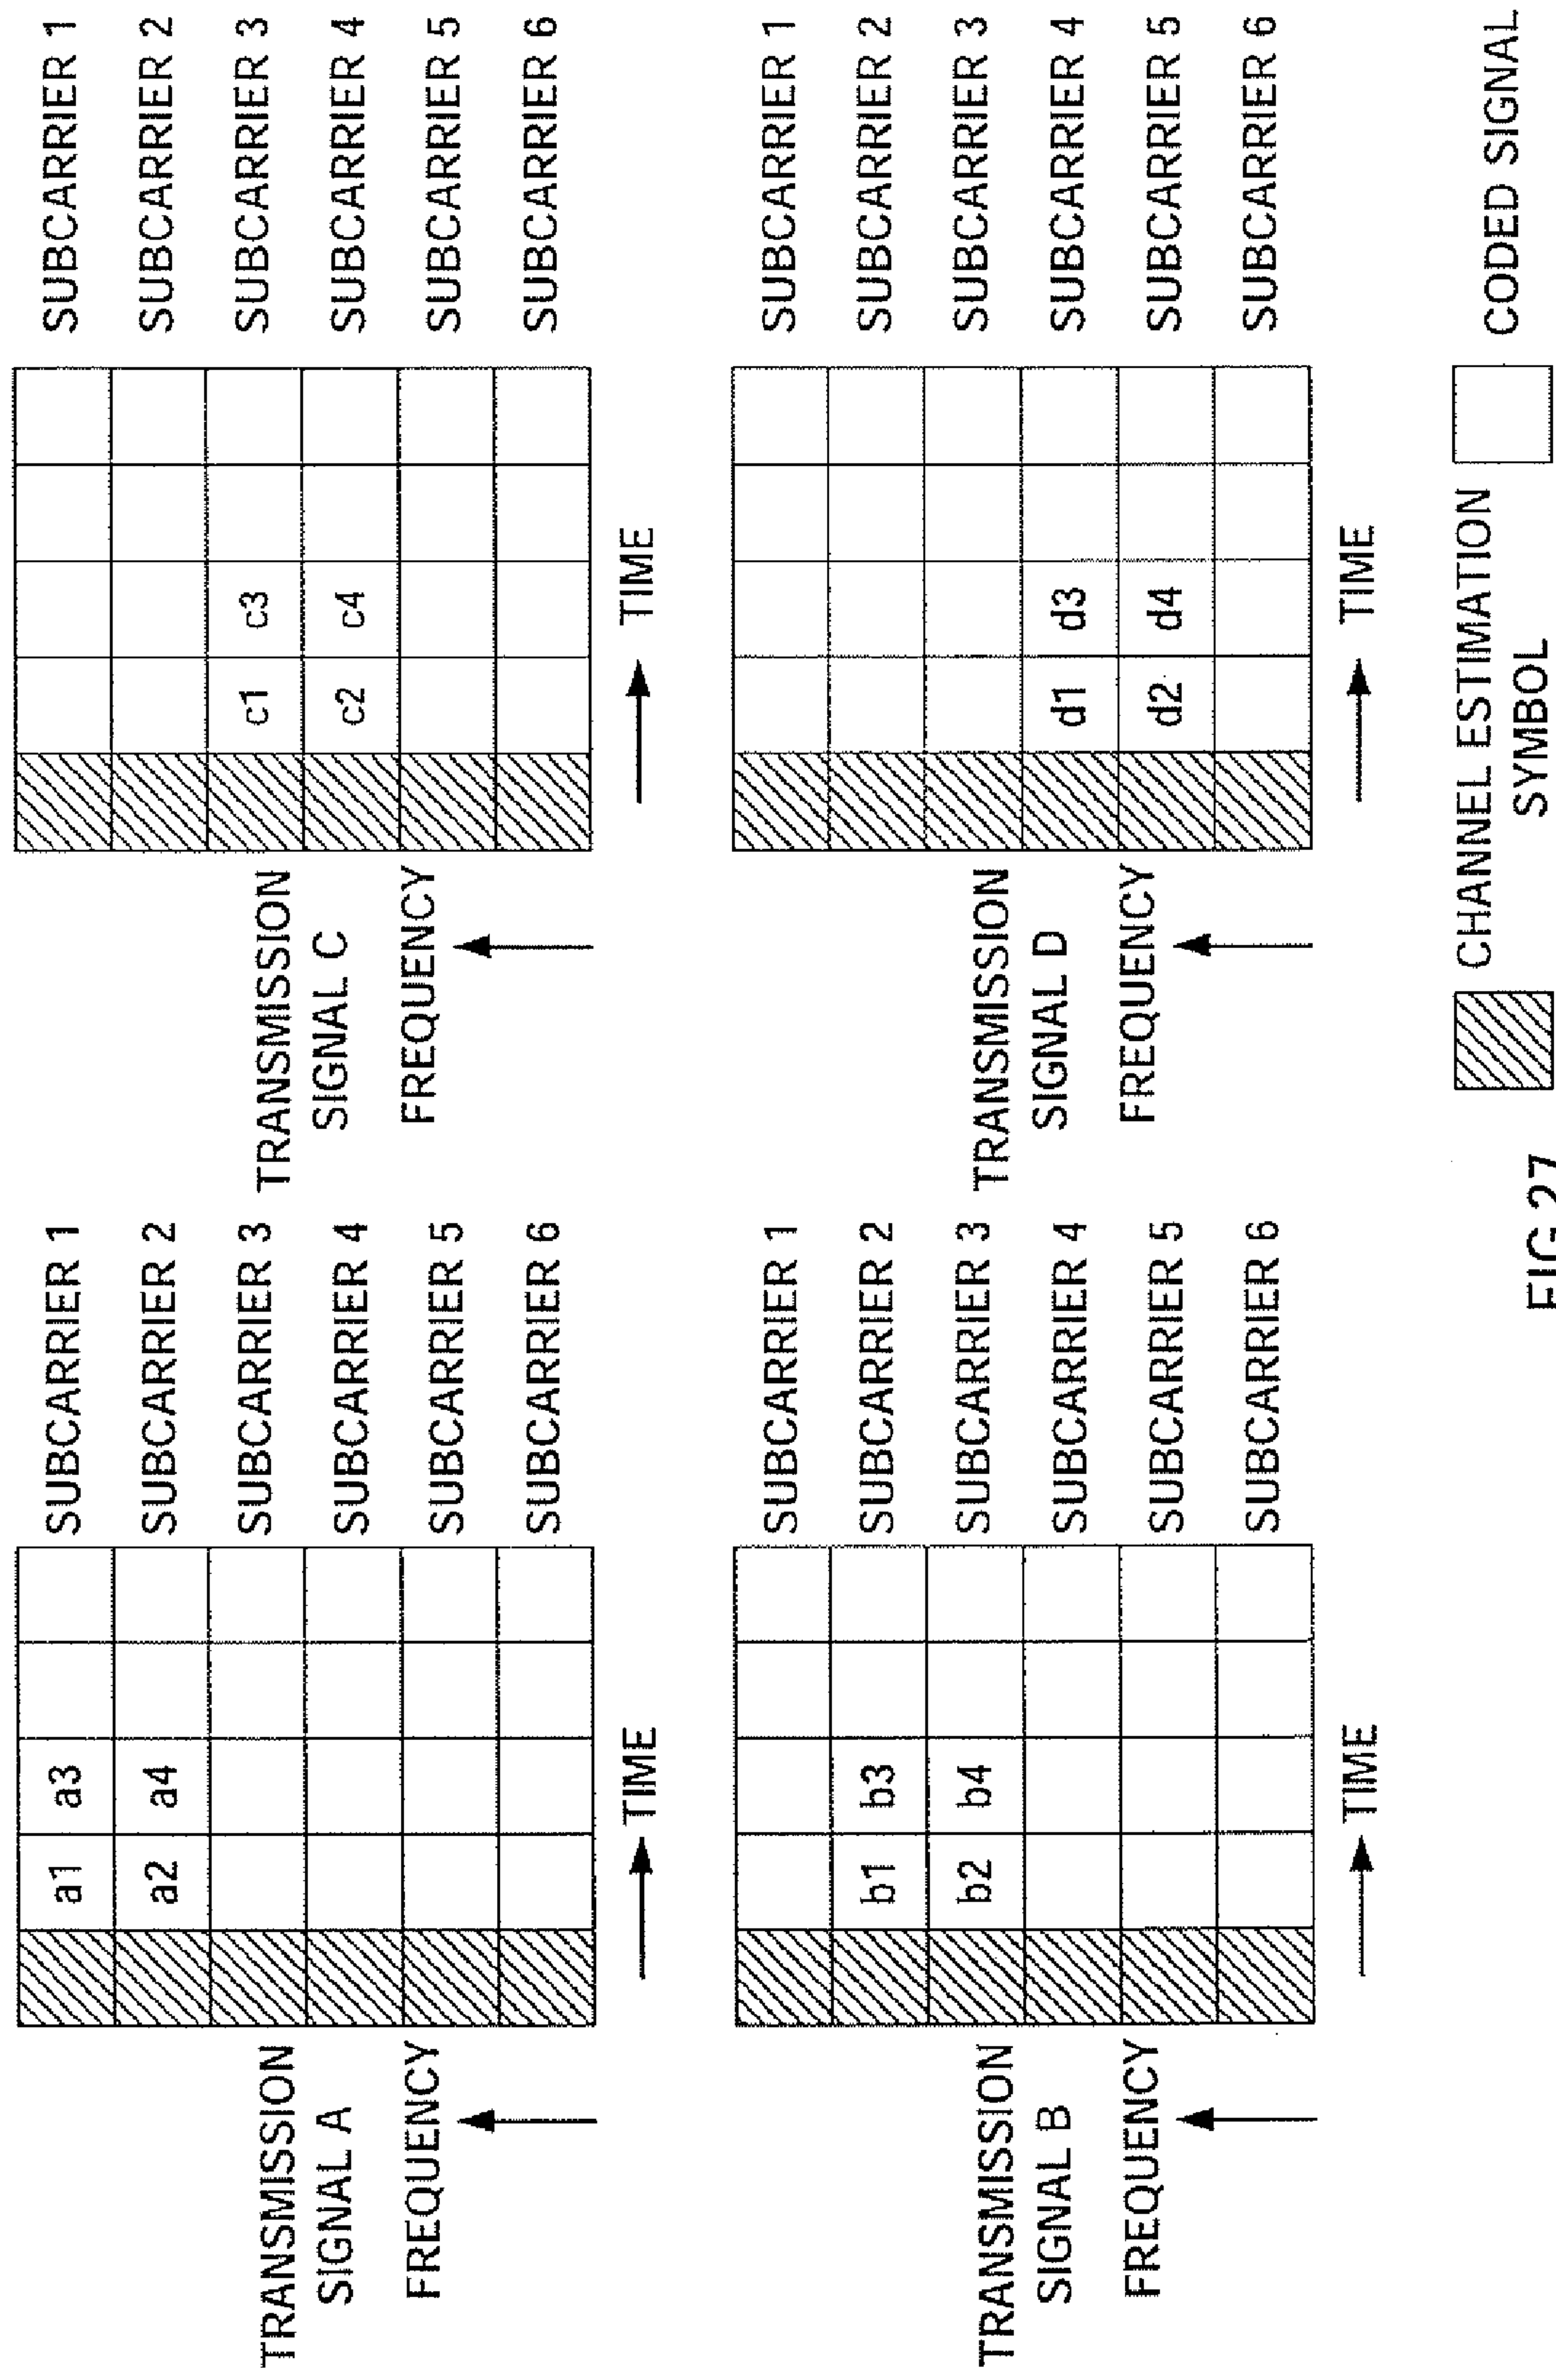 TRANSMISSION
SIGNAL A
FREQUENCY
a1 a3 SUBCARRIER 1
a2 a4 SUBCARRIER 2
SUBCARRIER 3
SUBCARRIER 4
SUBCARRIER 5
SUBCARRIER 6
TIME
TRANSMISSION
SIGNAL C
FREQUENCY
SUBCARRIER 1
SUBCARRIER 2
c1 c3 SUBCARRIER 3
c2 c4 SUBCARRIER 4
SUBCARRIER 5
SUBCARRIER 6
TIME
TRANSMISSION
SIGNAL B
FREQUENCY
SUBCARRIER 1
b1 b3 SUBCARRIER 2
b2 b4 SUBCARRIER 3
SUBCARRIER 4
SUBCARRIER 5
SUBCARRIER 6
TIME
TRANSMISSION
SIGNAL D
FREQUENCY
SUBCARRIER 1
SUBCARRIER 2
SUBCARRIER 3
d1 d3 SUBCARRIER 4
d2 d4 SUBCARRIER 5
SUBCARRIER 6
TIME
CHANNEL ESTIMATION
SYMBOL
CODED SIGNAL
FIG.27